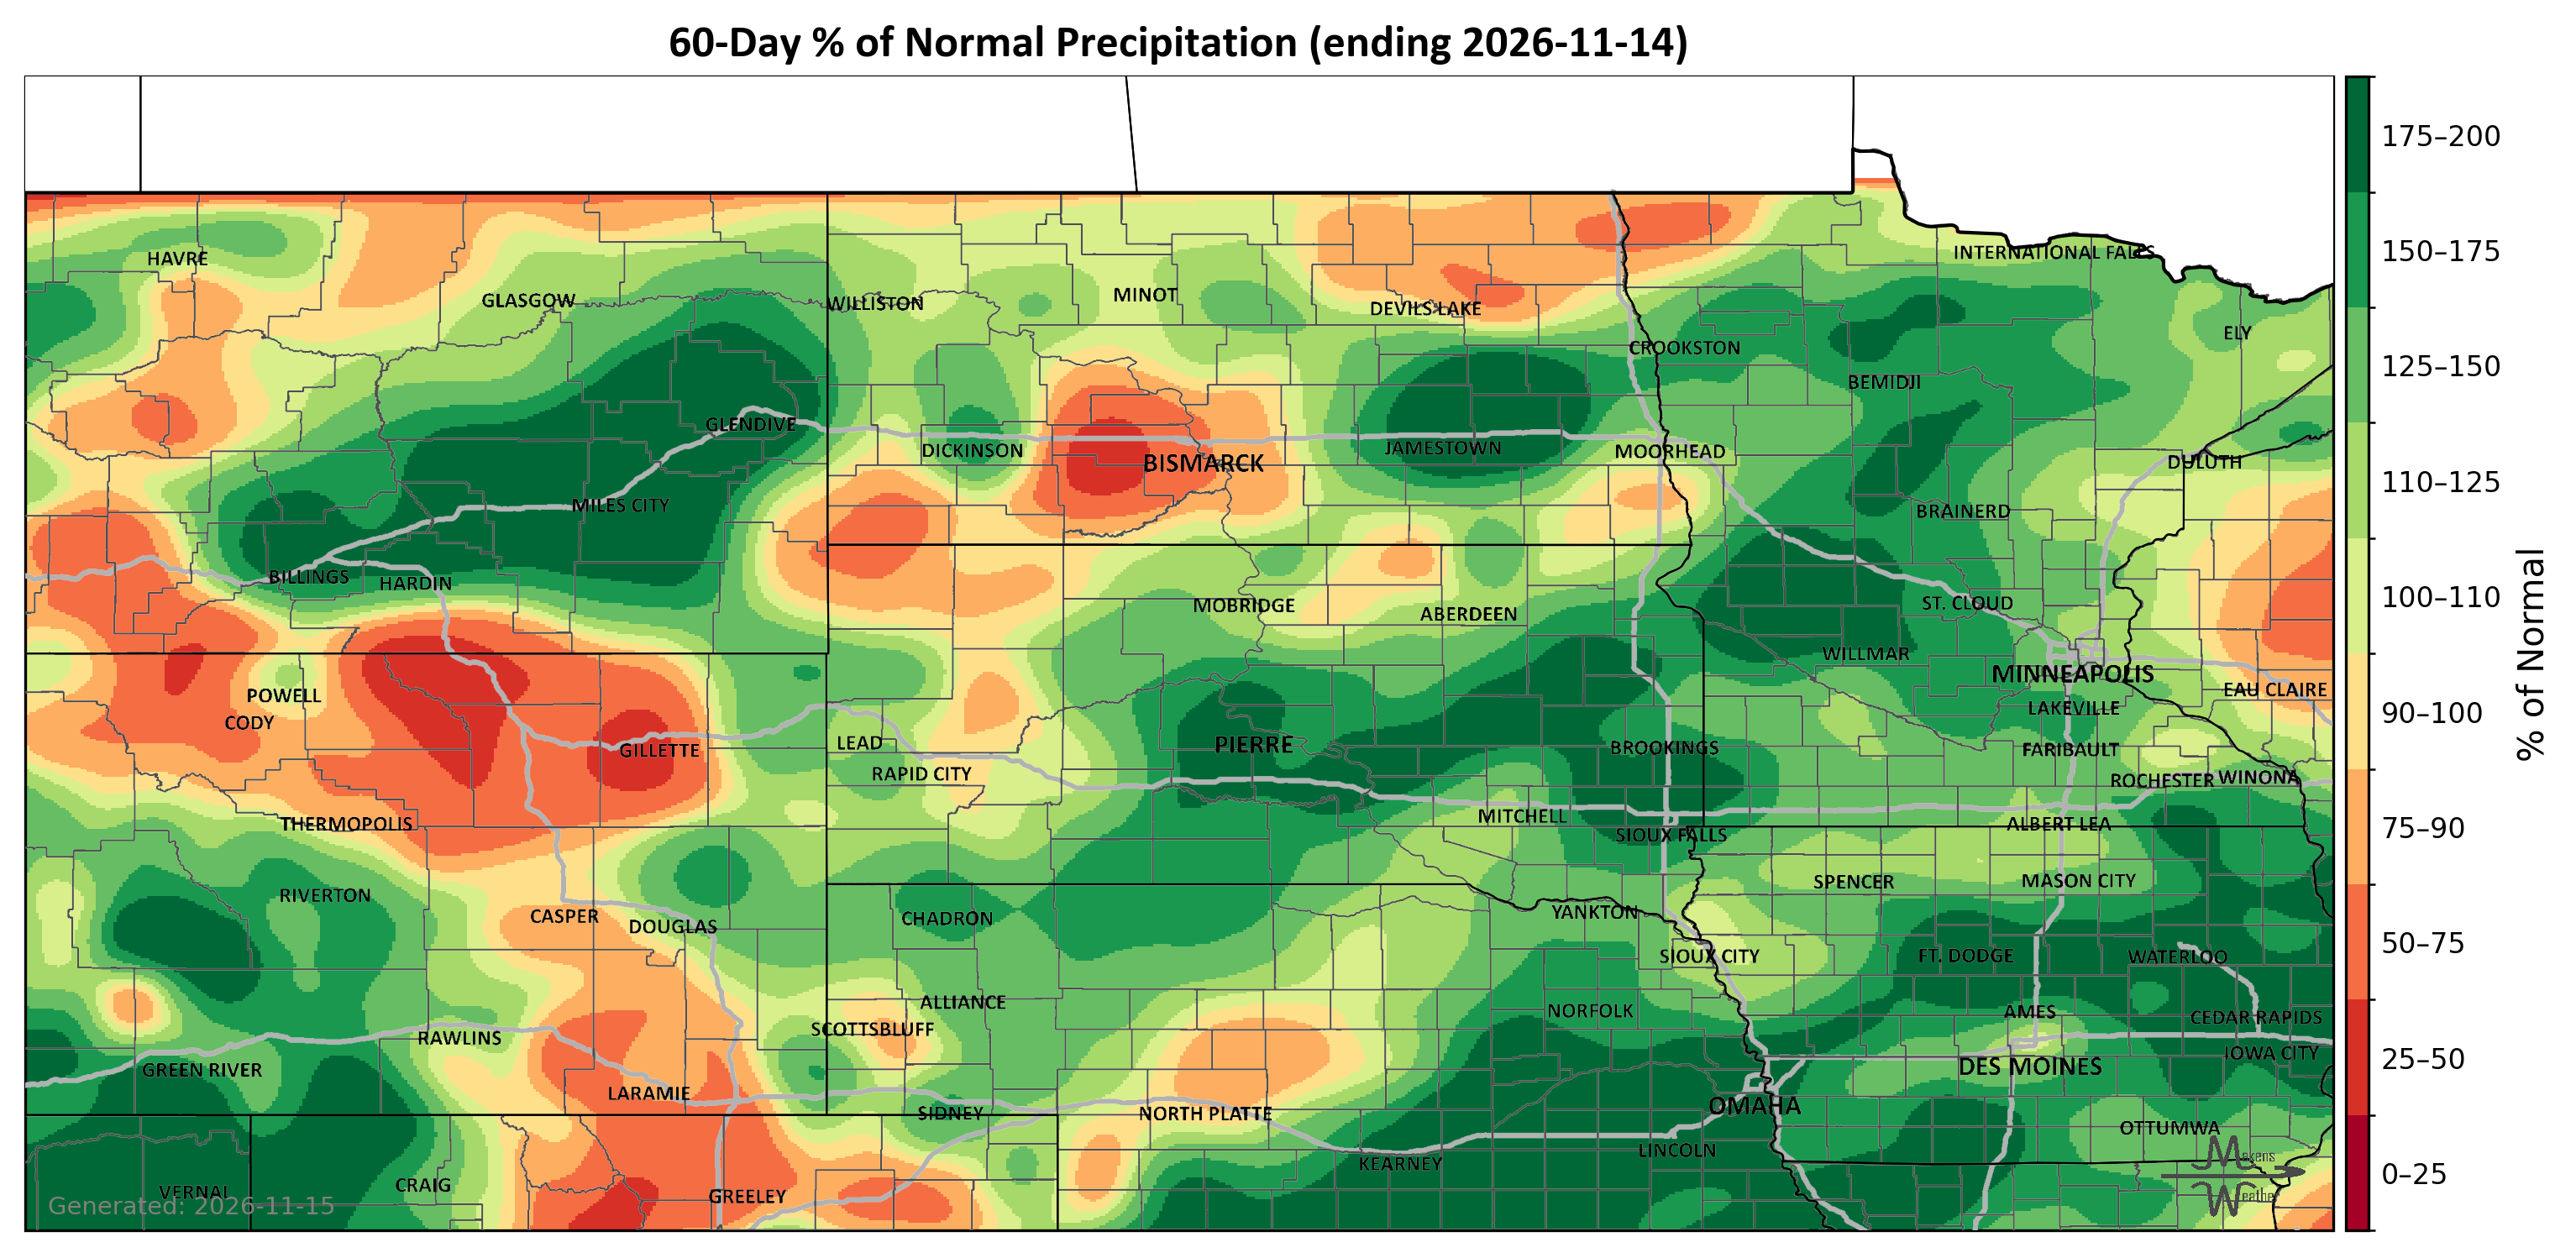 60-Day % of Normal Precipitation (ending 2026-11-14)
175–200
INTERNATIONAL FALLS
150–175
HAVRE
GLASGOW
WILLISTON
MINOT
DEVILS LAKE
ELY
CROOKSTON
125–150
BEMIDJI
GLENDIVE
DICKINSON
BISMARCK
JAMESTOWN
MOORHEAD
DULUTH
110–125
MILES CITY
BRAINERD
BILLINGS
HARDIN
MOBRIDGE
ABERDEEN
ST. CLOUD
100–110
WILLMAR
MINNEAPOLIS
POWELL
CODY
EAU CLAIRE
LAKEVILLE
90–100
GILLETTE
LEAD
PIERRE
BROOKINGS
FARIBAULT
% of Normal
RAPID CITY
ROCHESTER
WINONA
THERMOPOLIS
MITCHELL
SIOUX FALLS
ALBERT LEA
75–90
RIVERTON
SPENCER
MASON CITY
CASPER
DOUGLAS
CHADRON
YANKTON
50–75
SIOUX CITY
FT. DODGE
WATERLOO
ALLIANCE
NORFOLK
AMES
CEDAR RAPIDS
SCOTTSBLUFF
RAWLINS
IOWA CITY
25–50
GREEN RIVER
DES MOINES
LARAMIE
SIDNEY
NORTH PLATTE
OMAHA
OTTUMWA
LINCOLN
KEARNEY
Makens
Weather
0–25
VERNAL
CRAIG
GREELEY
Generated: 2026-11-15